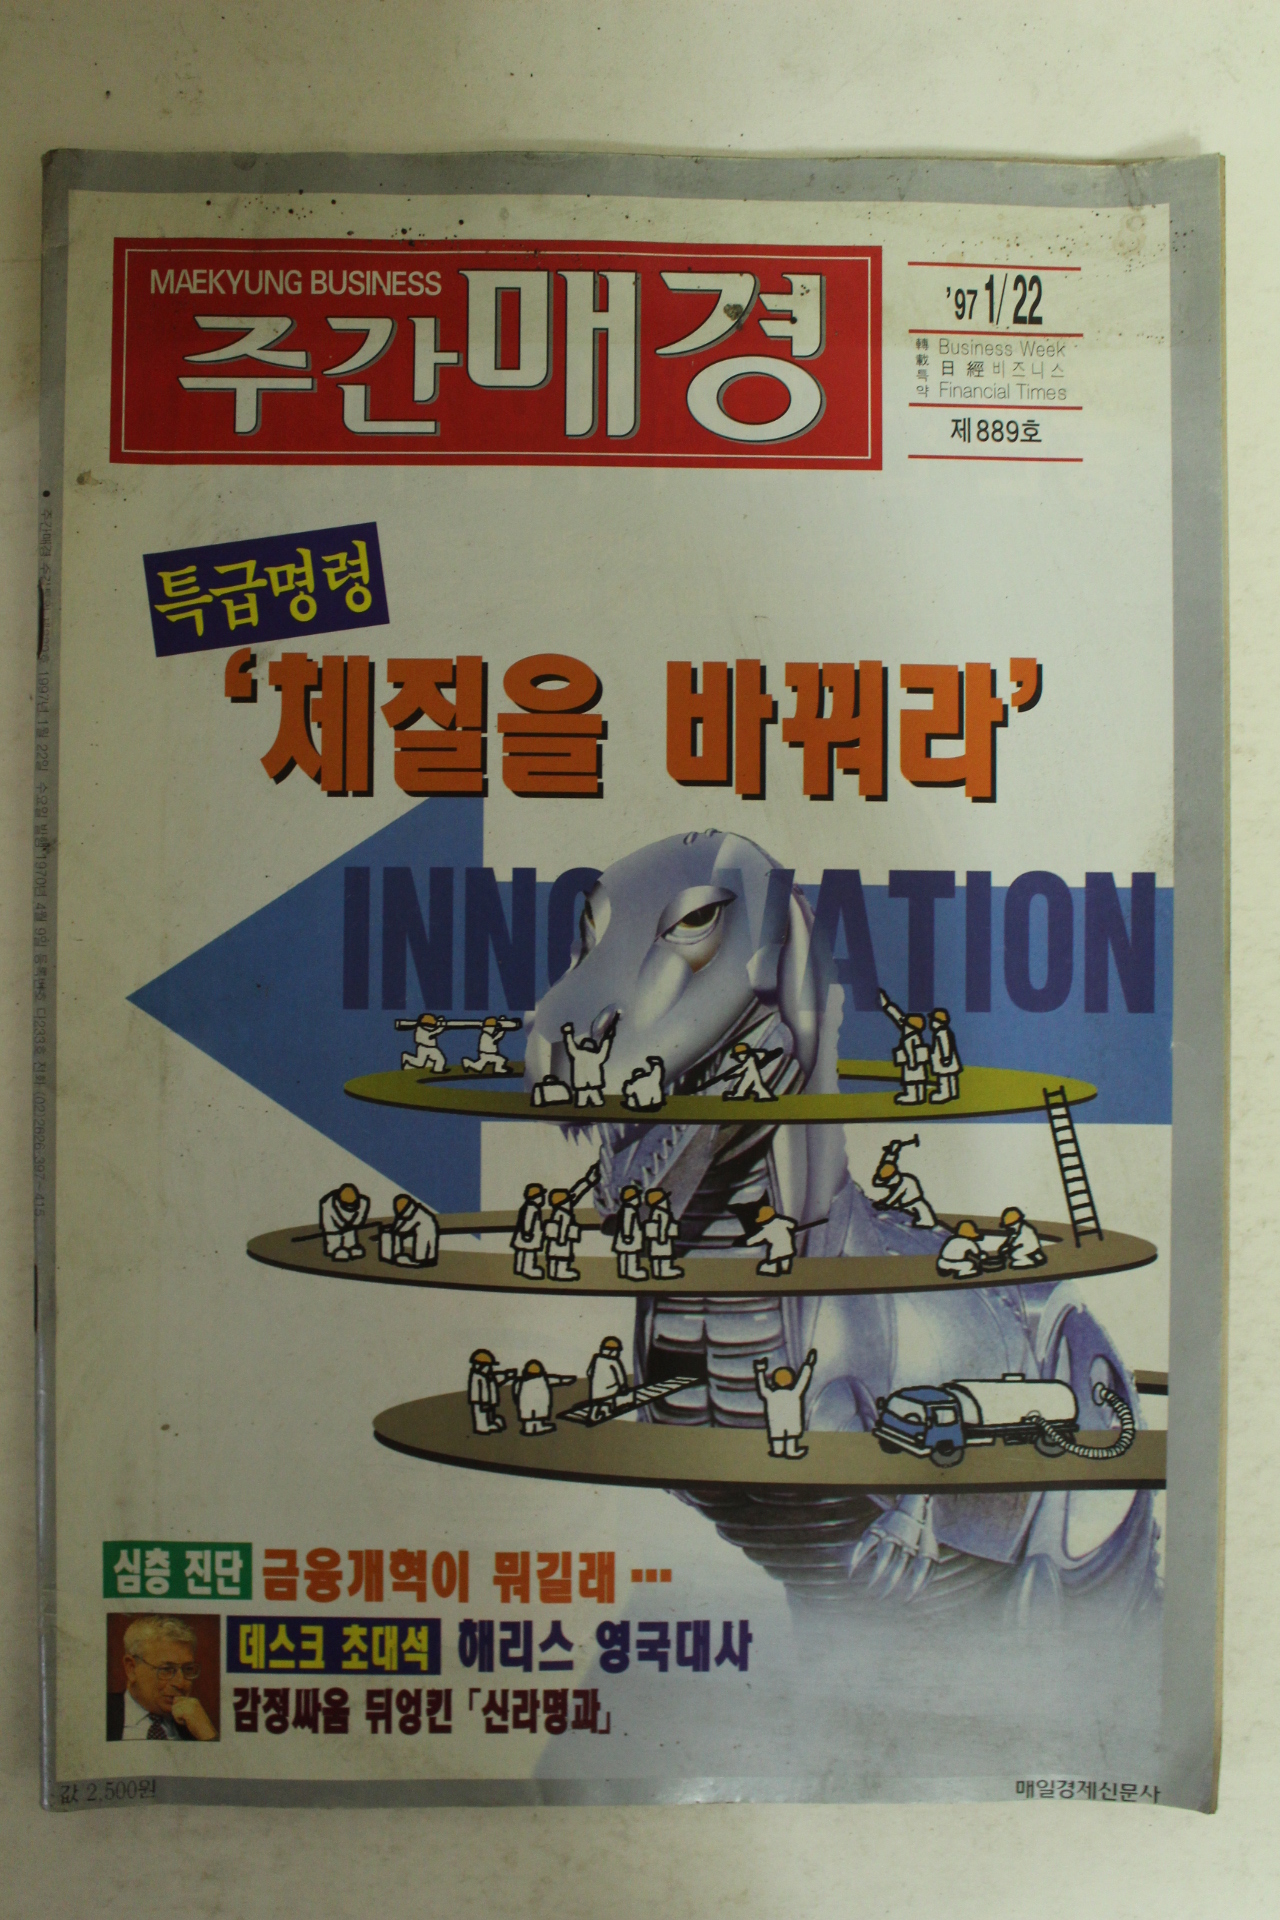 MAEKYUNG BUSINESS
주간매경
'97 1/22
轉載特約
Business Week
日經비즈니스
Financial Times
제889호
특급명령
‘체질을 바꿔라’
INNOVATION
심층 진단 금융개혁이 뭐길래 …
데스크 초대석 해리스 영국대사
감정싸움 뒤엉킨 「신라명과」
값 2,500원
매일경제신문사